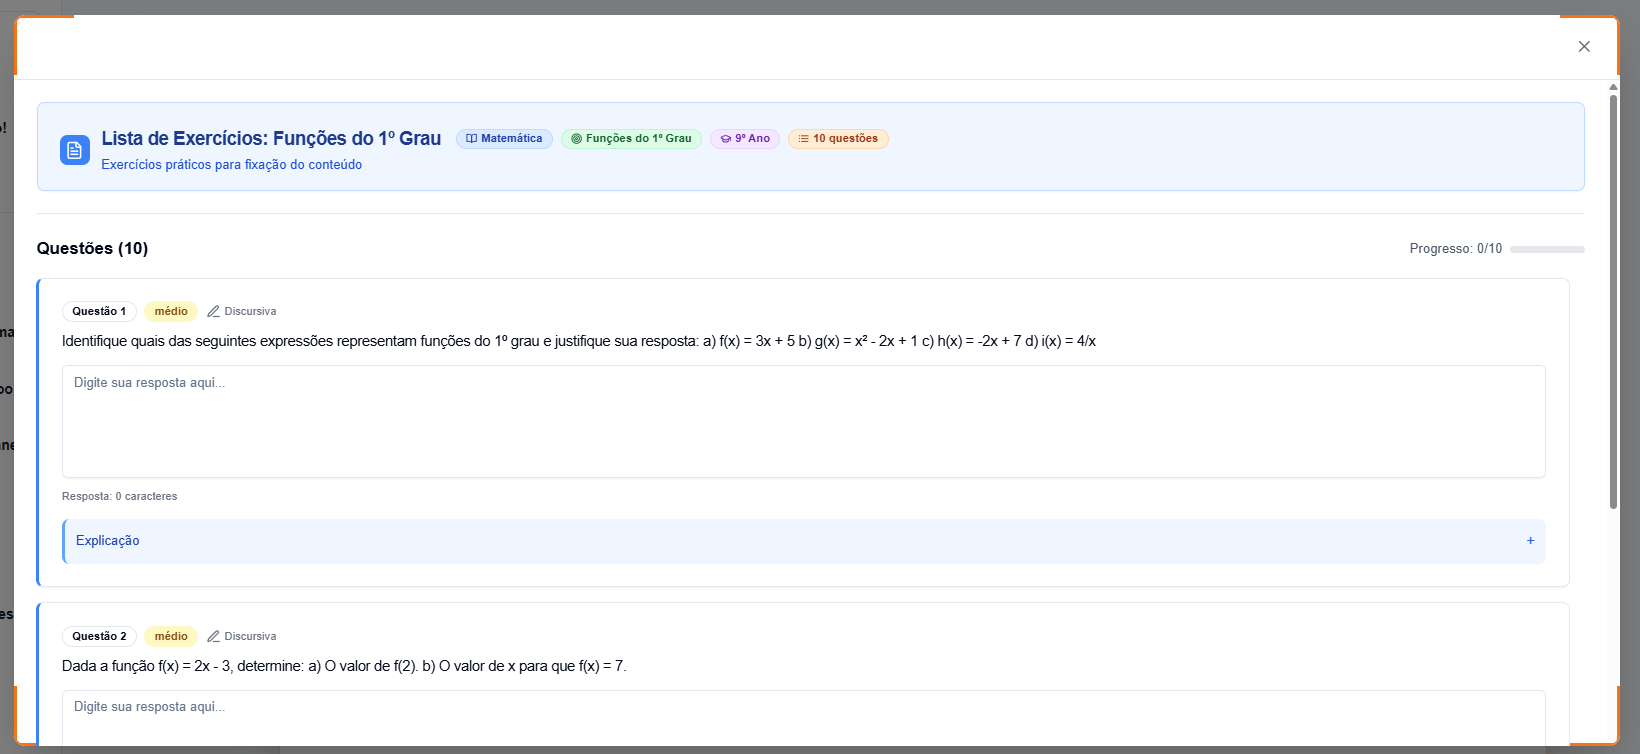 Lista de Exercícios: Funções do 1º Grau
Matemática
Funções do 1º Grau
9º Ano
10 questões
Exercícios práticos para fixação do conteúdo
Questões (10)
Progresso: 0/10
Questão 1
médio
Discursiva
Identifique quais das seguintes expressões representam funções do 1º grau e justifique sua resposta: a) f(x) = 3x + 5 b) g(x) = x² - 2x + 1 c) h(x) = -2x + 7 d) i(x) = 4/x
Digite sua resposta aqui...
Resposta: 0 caracteres
Explicação
+
Questão 2
médio
Discursiva
Dada a função f(x) = 2x - 3, determine: a) O valor de f(2). b) O valor de x para que f(x) = 7.
Digite sua resposta aqui...